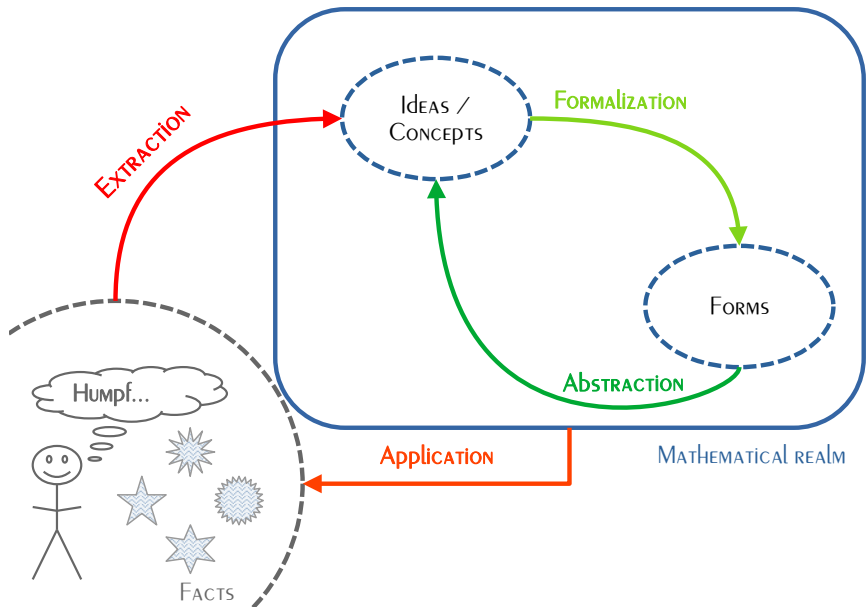 Ideas /
Concepts
Formalization
Extraction
Forms
Abstraction
Humpf...
Application
Mathematical realm
Facts